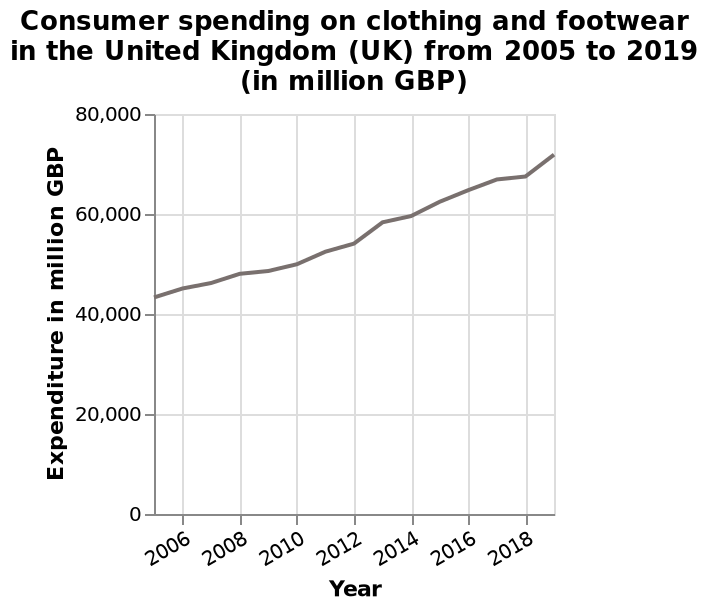 Consumer spending on clothing and footwear
in the United Kingdom (UK) from 2005 to 2019
(in million GBP)
80,000
60,000
40,000
20,000
0
Expenditure in million GBP
2006
2008
2010
2012
2014
2016
2018
Year